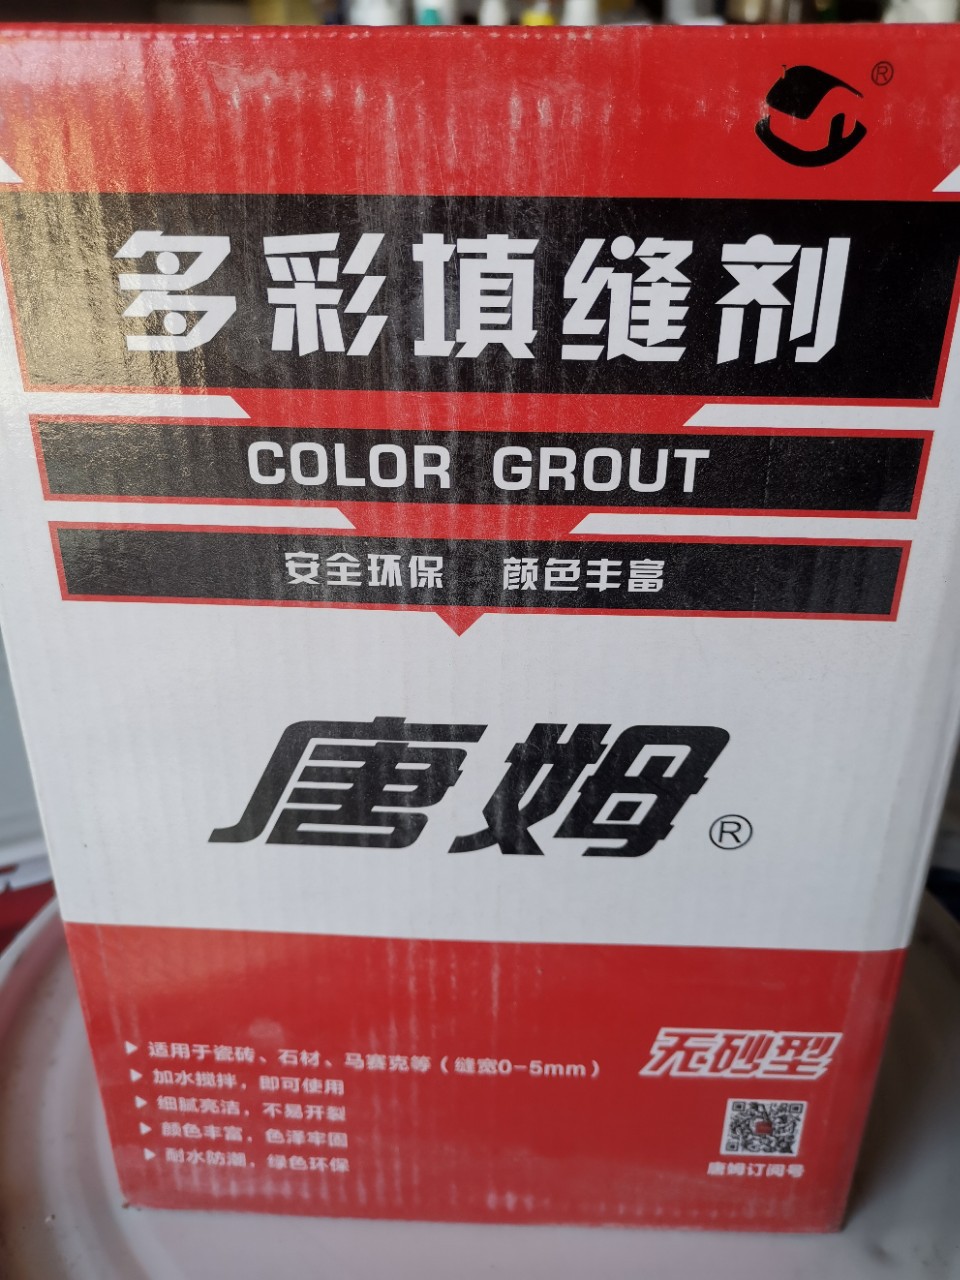 ®
多彩填缝剂
COLOR GROUT
安全环保 颜色丰富
唐姆®
▶ 适用于瓷砖、石材、马赛克等（缝宽0-5mm）
▶ 加水搅拌，即可使用
▶ 细腻亮洁，不易开裂
▶ 颜色丰富，色泽牢固
▶ 耐水防潮，绿色环保
无砂型
唐姆订阅号